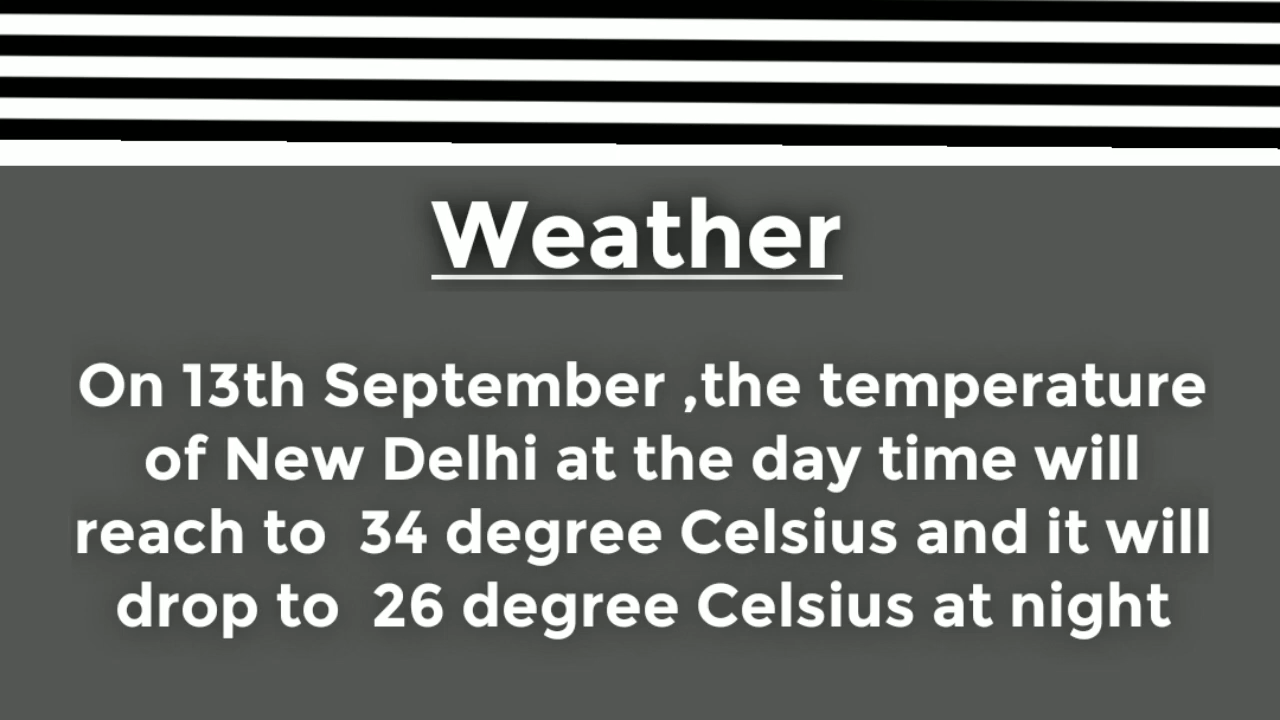 Weather
On 13th September ,the temperature
of New Delhi at the day time will
reach to  34 degree Celsius and it will
drop to  26 degree Celsius at night